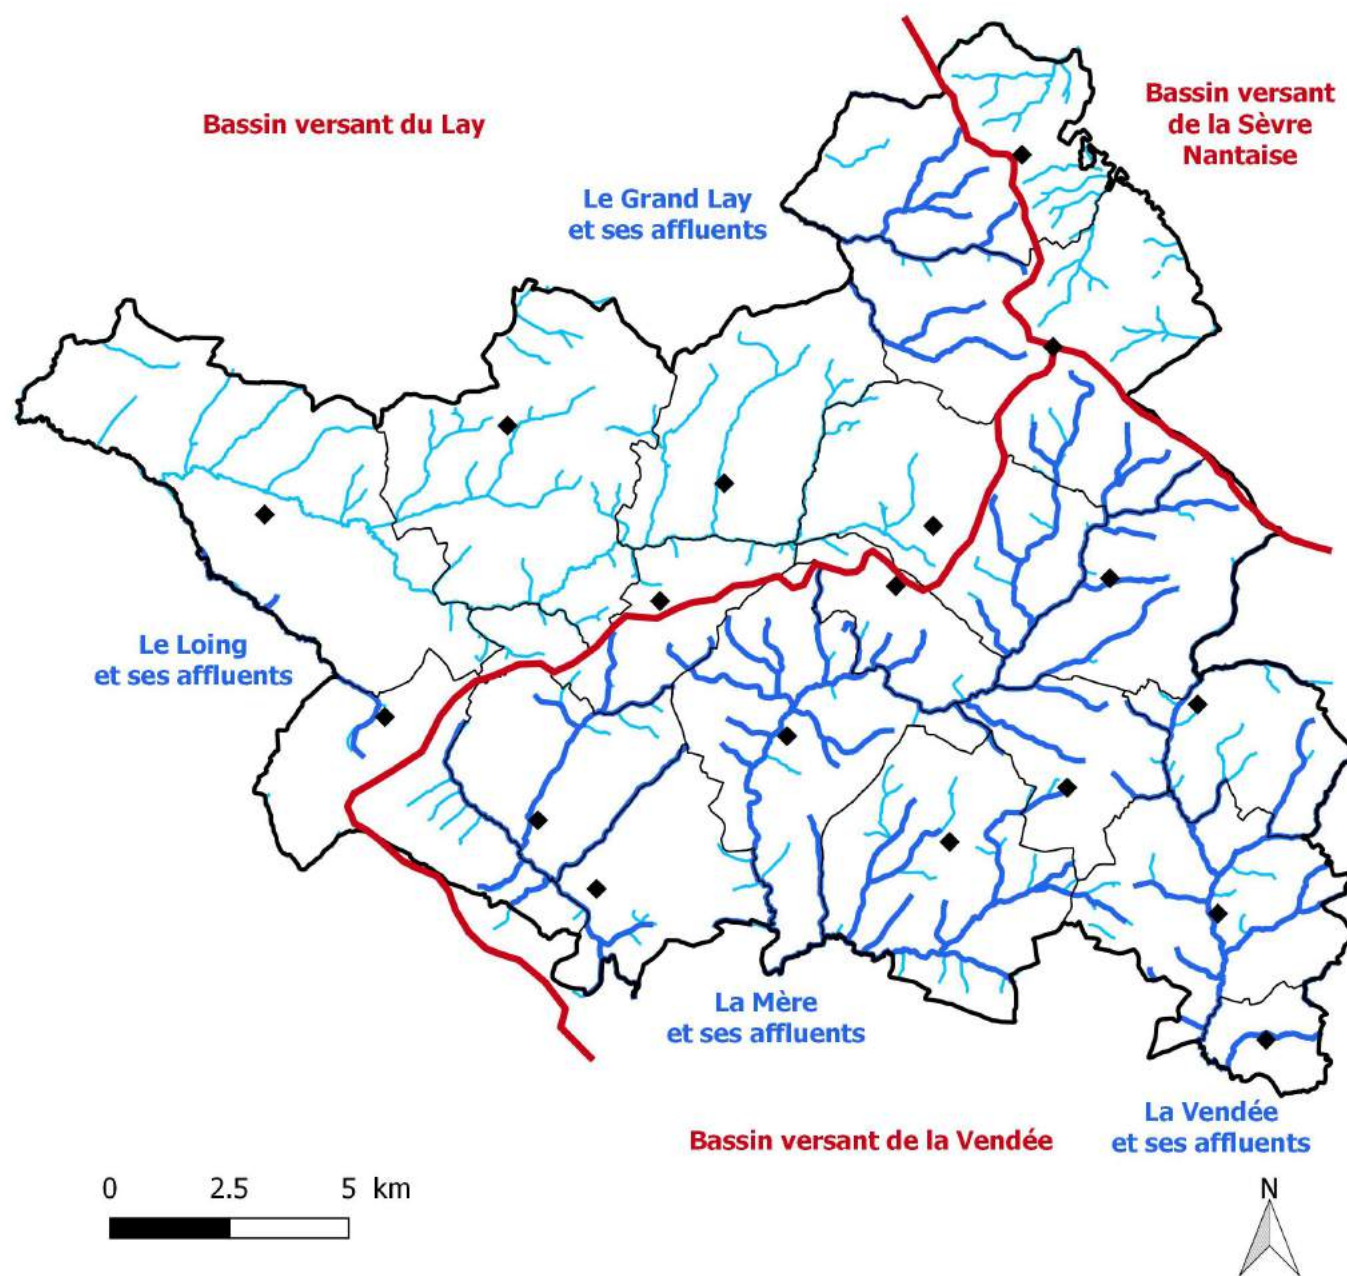 Bassin versant du Lay
Bassin versant
de la Sèvre
Nantaise
Le Grand Lay
et ses affluents
Le Loing
et ses affluents
La Mère
et ses affluents
La Vendée
et ses affluents
Bassin versant de la Vendée
0 2.5 5 km
N